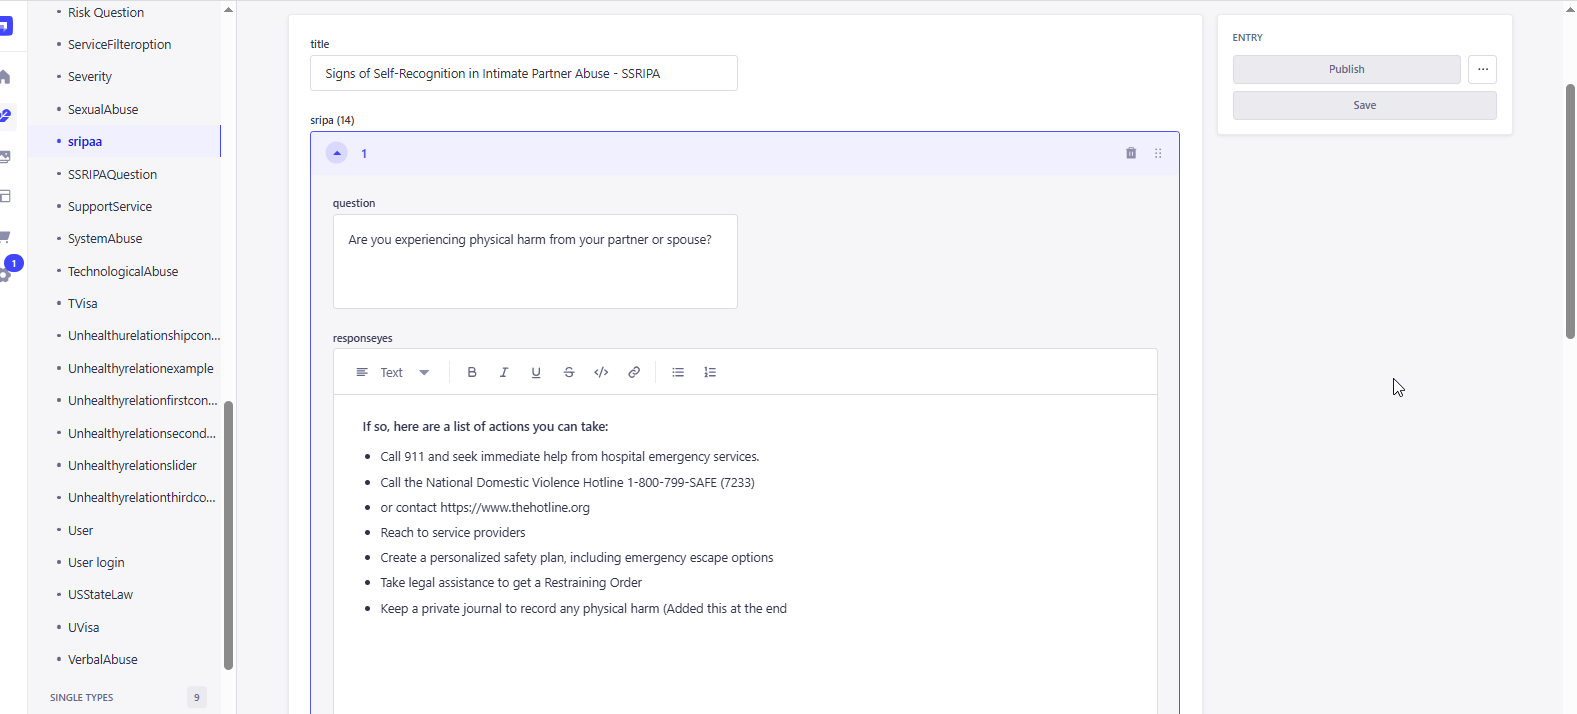 Risk Question
ServiceFilteroption
Severity
SexualAbuse
sripaa
SSRIPAQuestion
SupportService
SystemAbuse
TechnologicalAbuse
TVisa
Unhealthurelationshipcon...
Unhealthyrelationexample
Unhealthyrelationfirstcon...
Unhealthyrelationsecond...
Unhealthyrelationslider
Unhealthyrelationthirdco...
User
User login
USStateLaw
UVisa
VerbalAbuse
SINGLE TYPES 9
1
title
Signs of Self-Recognition in Intimate Partner Abuse - SSRIPA
sripa (14)
1
question
Are you experiencing physical harm from your partner or spouse?
responseyes
Text B I U S </>
If so, here are a list of actions you can take:
• Call 911 and seek immediate help from hospital emergency services.
• Call the National Domestic Violence Hotline 1-800-799-SAFE (7233)
• or contact https://www.thehotline.org
• Reach to service providers
• Create a personalized safety plan, including emergency escape options
• Take legal assistance to get a Restraining Order
• Keep a private journal to record any physical harm (Added this at the end
ENTRY
Publish ...
Save